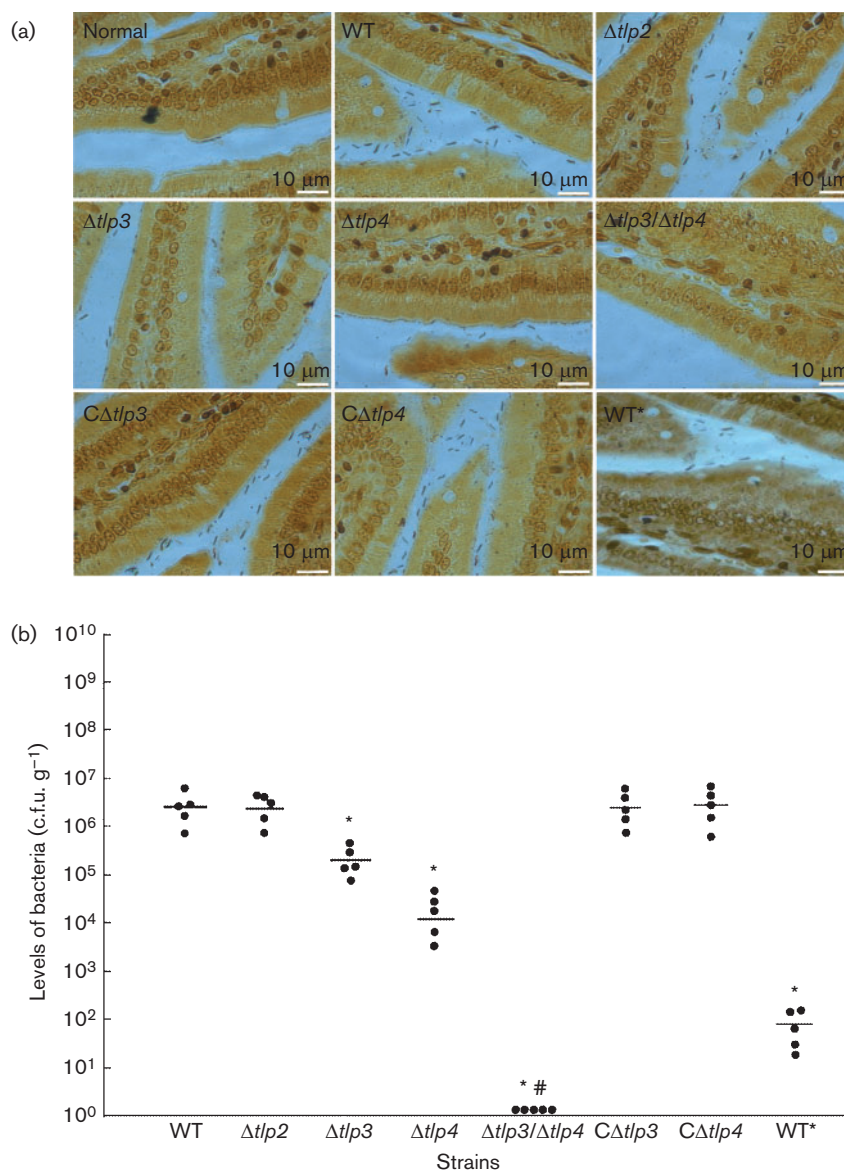 (a)
Normal
WT
Δtlp2
10 μm
10 μm
10 μm
Δtlp3
Δtlp4
Δtlp3/Δtlp4
10 μm
10 μm
10 μm
CΔtlp3
CΔtlp4
WT*
10 μm
10 μm
10 μm
(b)
10¹⁰
10⁹
10⁸
10⁷
10⁶
10⁵
10⁴
10³
10²
10¹
10⁰
Levels of bacteria (c.f.u. g⁻¹)
*
*
* #
*
WT
Δtlp2
Δtlp3
Δtlp4
Δtlp3/Δtlp4
CΔtlp3
CΔtlp4
WT*
Strains